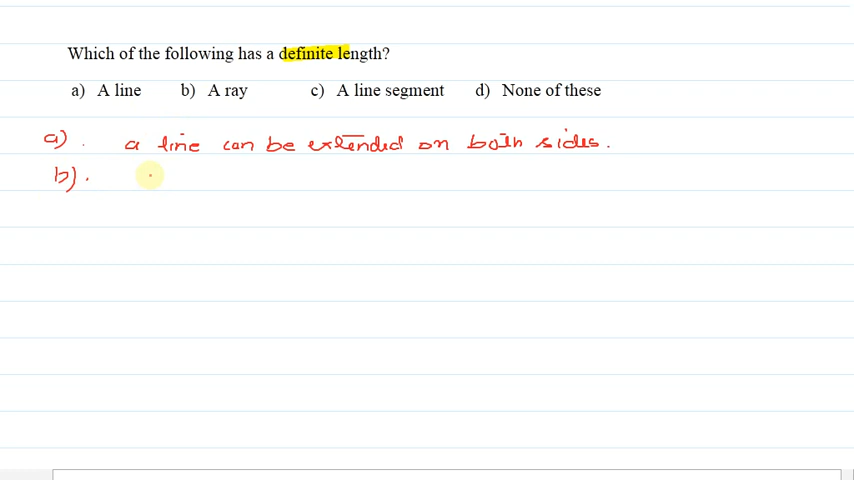 Which of the following has a definite length?
a) A line b) A ray c) A line segment d) None of these
a). a line can be extended on both sides.
b).